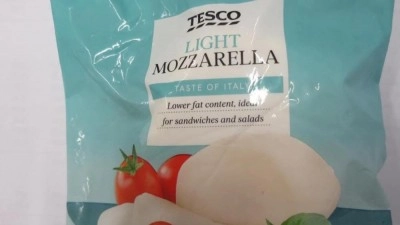 TESCO
LIGHT
MOZZARELLA
TASTE OF ITALY
Lower fat content, ideal
for sandwiches and salads